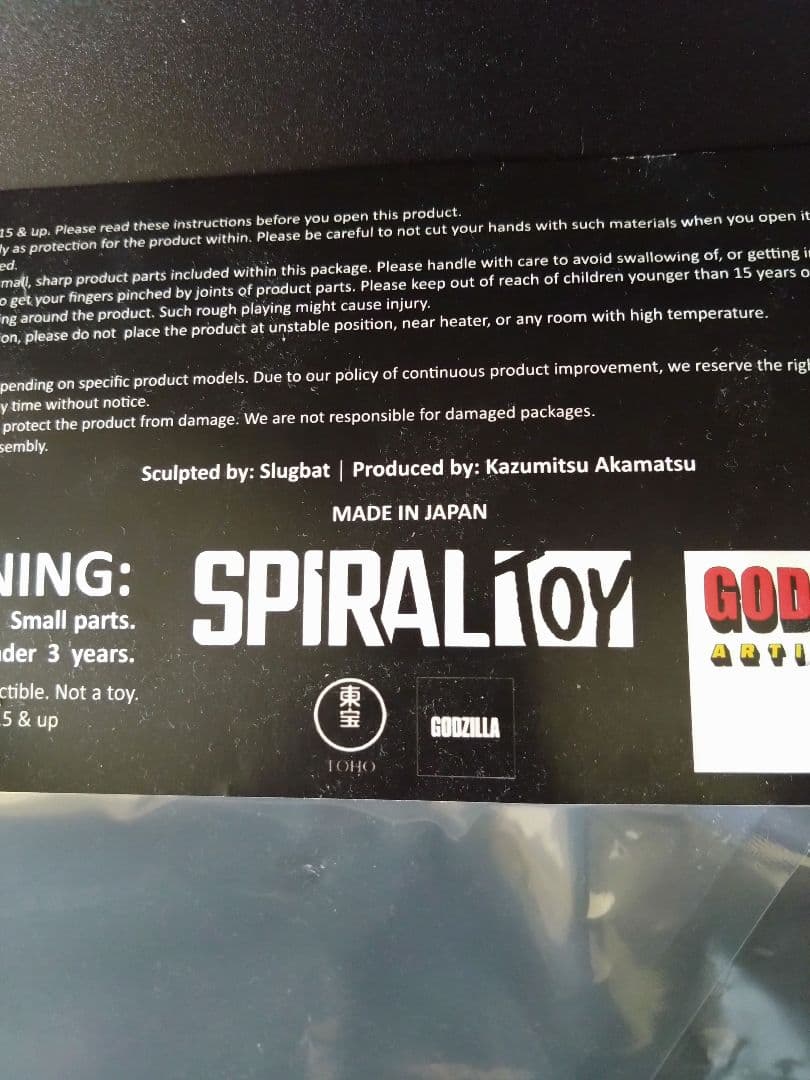 15 & up. Please read these instructions before you open this product.
as protection for the product within. Please be careful to not cut your hands with such materials when you open it
sharp product parts included within this package. Please handle with care to avoid swallowing of, or getting
get your fingers pinched by joints of product parts. Please keep out of reach of children younger than 15 years
around the product. Such rough playing might cause injury.
please do not place the product at unstable position, near heater, or any room with high temperature.
on specific product models. Due to our policy of continuous product improvement, we reserve the
time without notice.
protect the product from damage. We are not responsible for damaged packages.
Sculpted by: Slugbat | Produced by: Kazumitsu Akamatsu
MADE IN JAPAN
NING:
Small parts.
der 3 years.
ctible. Not a toy.
5 & up
SPIRALTOY
東宝
TOHO
GODZILLA
GOD
ARTI